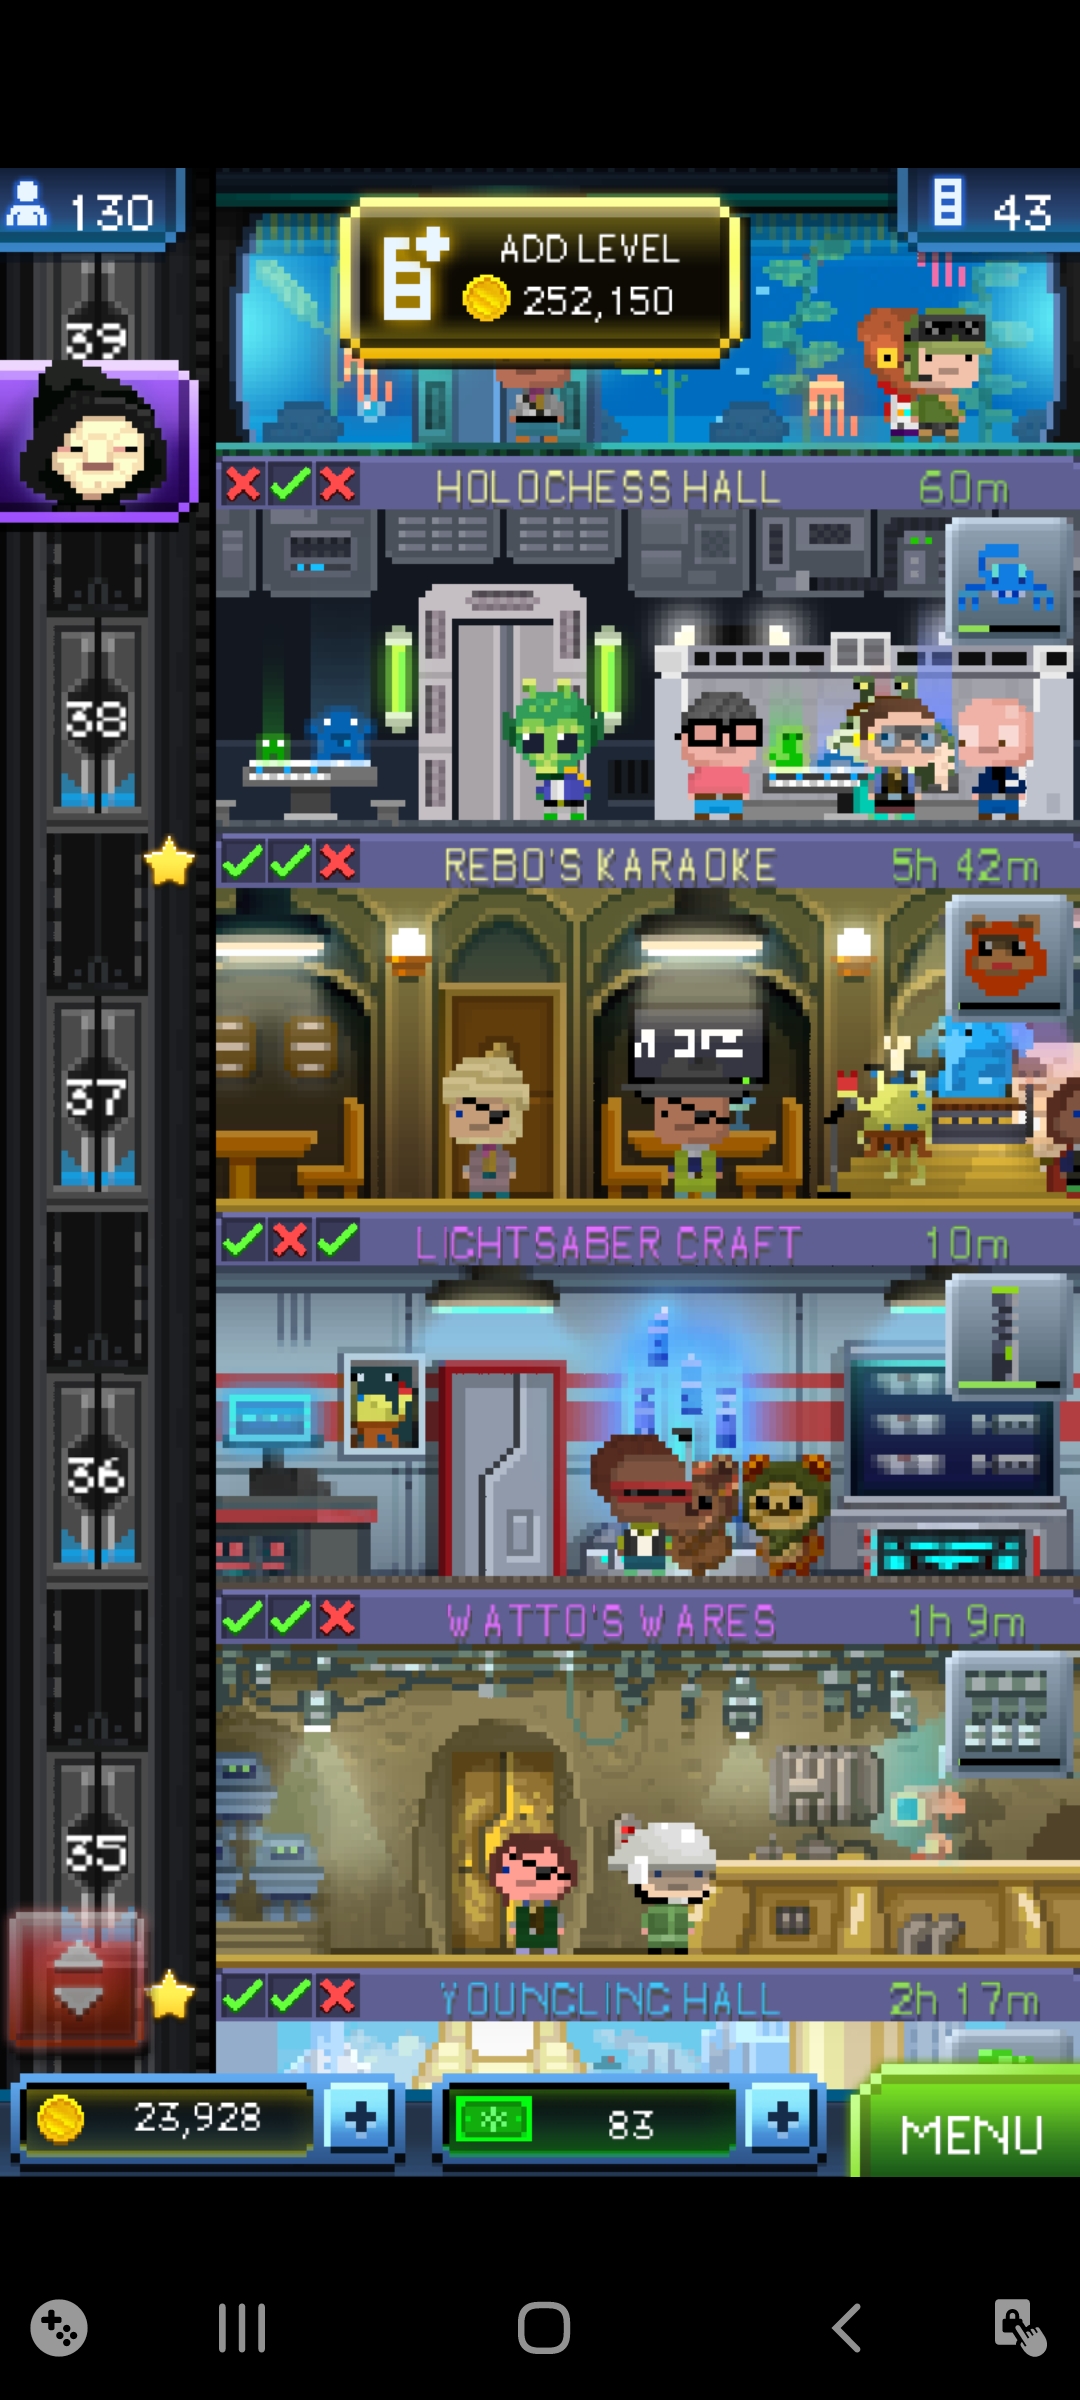 130
43
ADD LEVEL
252,150
39
HOLOCHESS HALL 60m
38
REBO'S KARAOKE 5h 42m
37
LIGHTSABER CRAFT 10m
36
WATTO'S WARES 1h 9m
35
YOUNGLING HALL 2h 17m
23,928
83
MENU